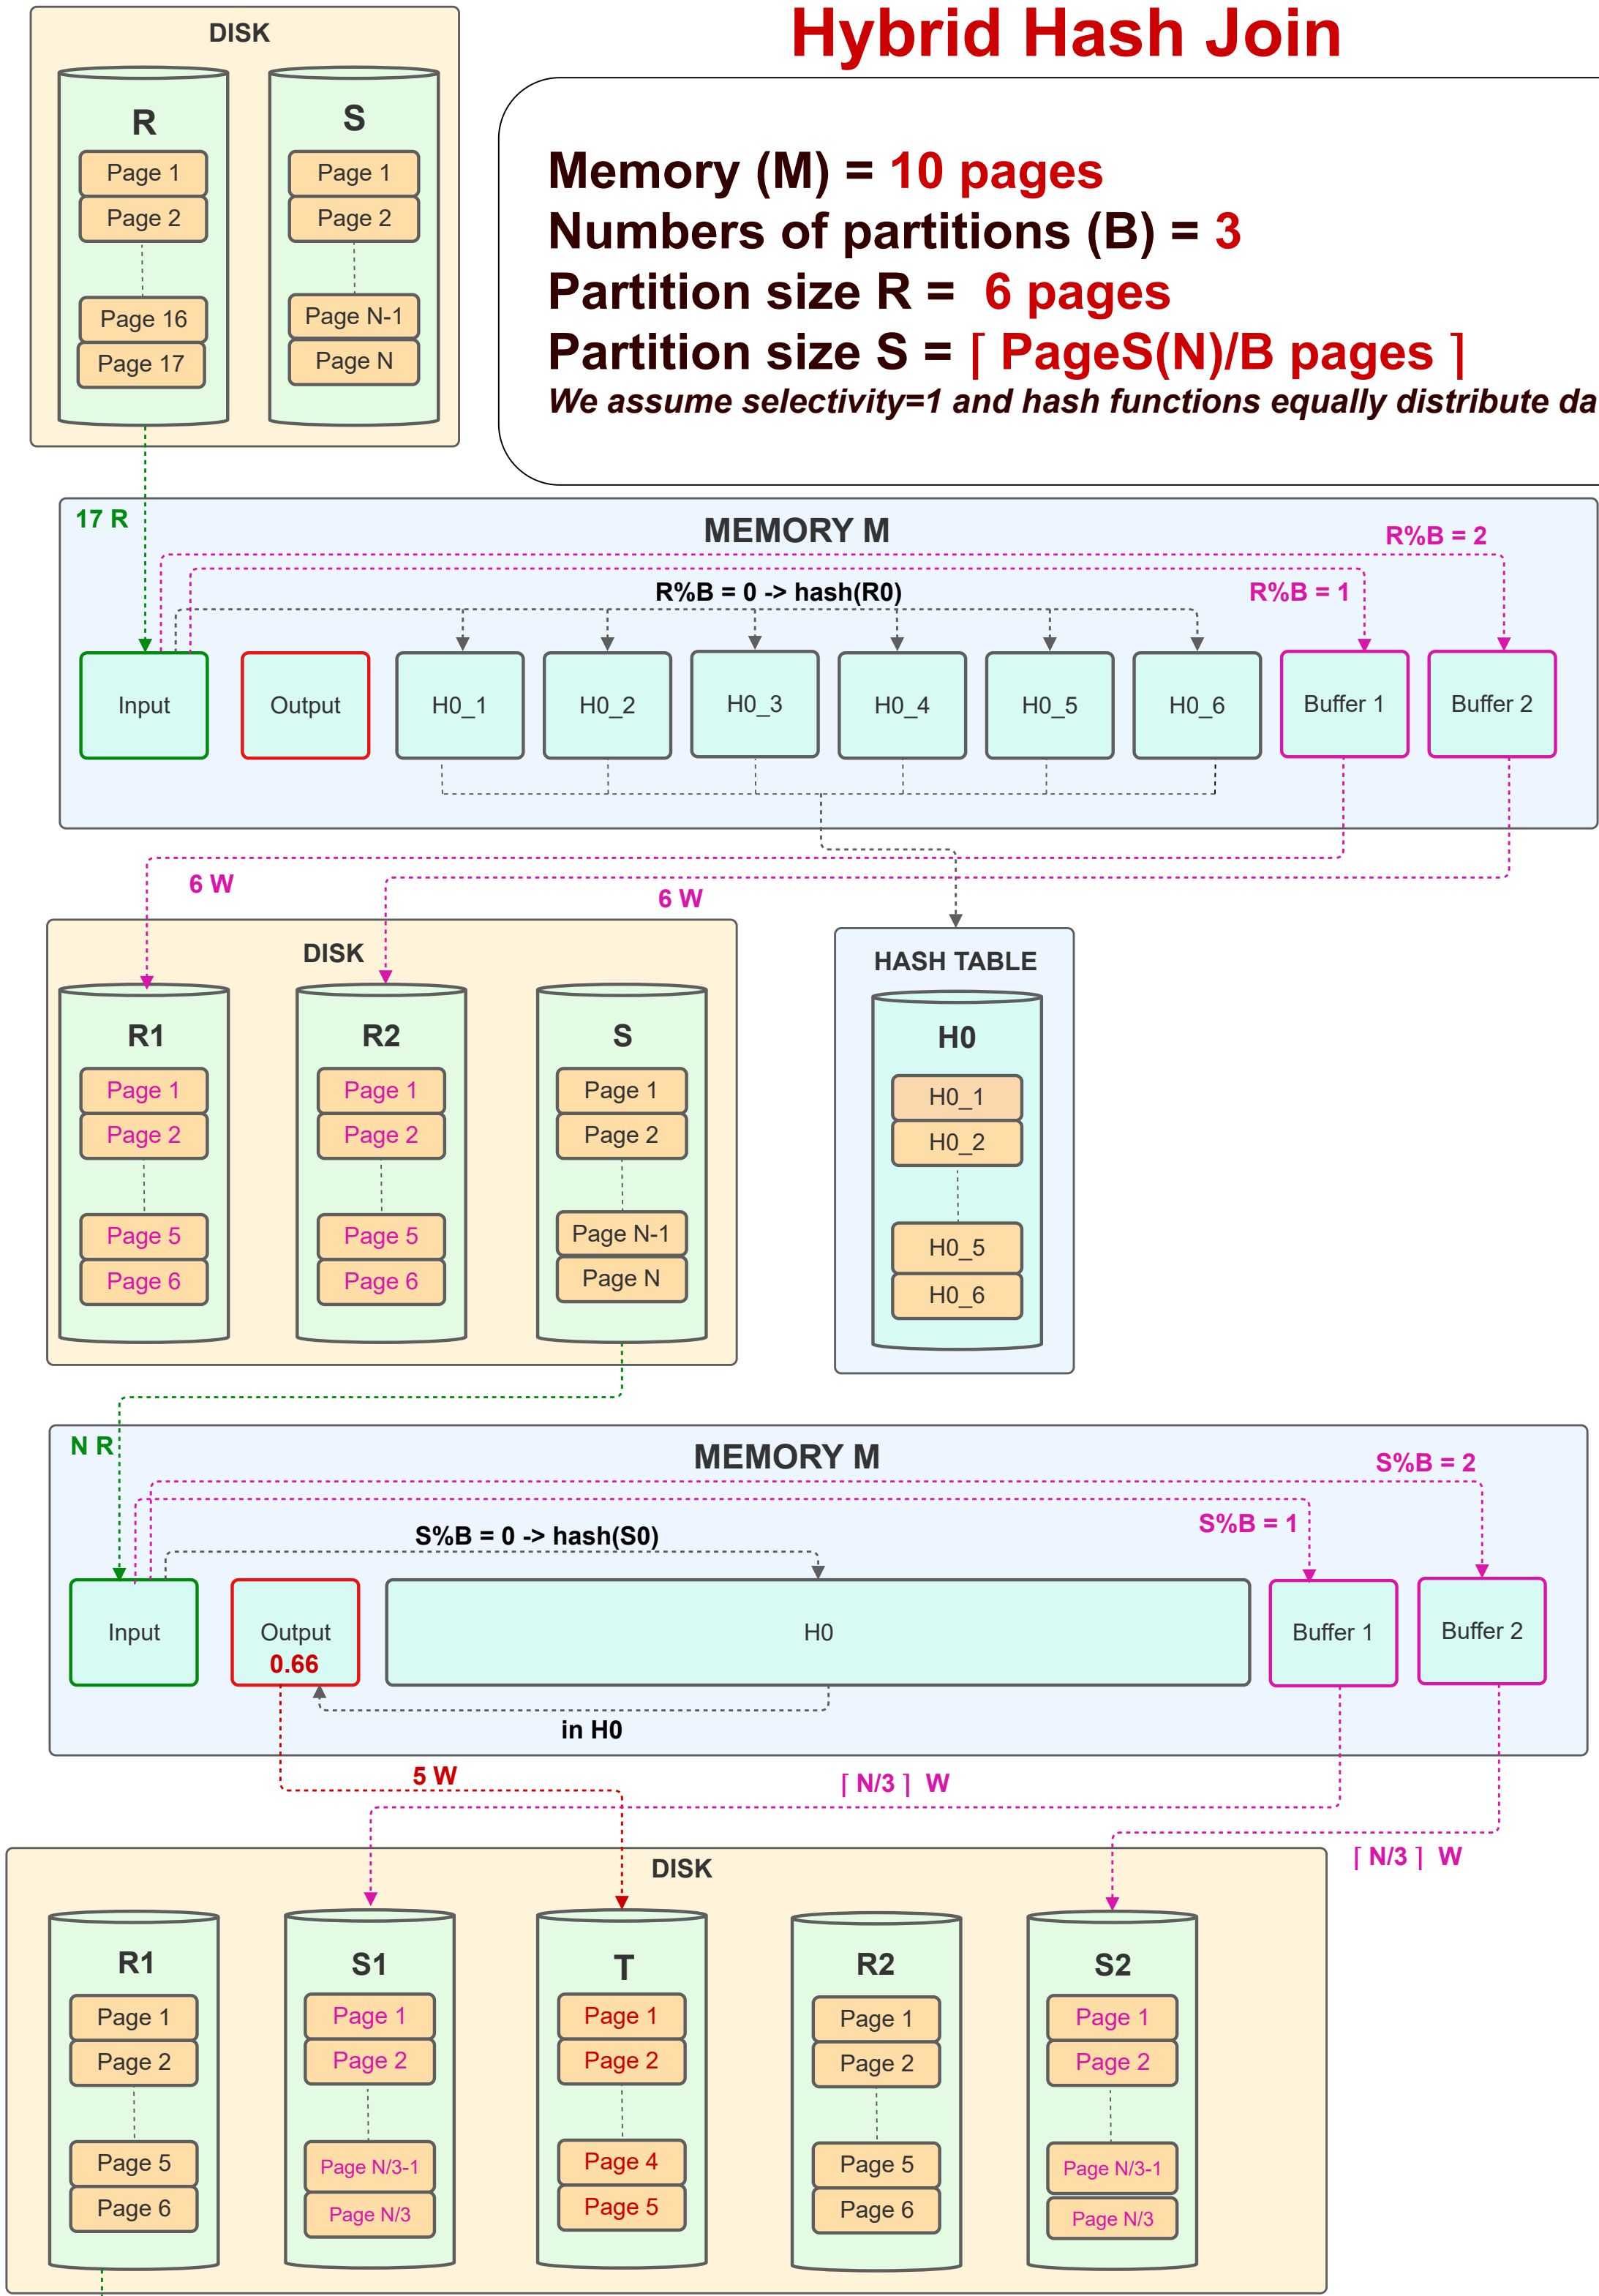 Hybrid Hash Join
DISK
R
Page 1
Page 2
Page 16
Page 17
S
Page 1
Page 2
Page N-1
Page N
Memory (M) = 10 pages
Numbers of partitions (B) = 3
Partition size R = 6 pages
Partition size S = ⌈ PageS(N)/B pages ⌉
We assume selectivity=1 and hash functions equally distribute da
17 R
MEMORY M
R%B = 2
R%B = 0 -> hash(R0)
R%B = 1
Input
Output
H0_1
H0_2
H0_3
H0_4
H0_5
H0_6
Buffer 1
Buffer 2
6 W
6 W
DISK
R1
Page 1
Page 2
Page 5
Page 6
R2
Page 1
Page 2
Page 5
Page 6
S
Page 1
Page 2
Page N-1
Page N
HASH TABLE
H0
H0_1
H0_2
H0_5
H0_6
N R
MEMORY M
S%B = 2
S%B = 1
S%B = 0 -> hash(S0)
Input
Output
0.66
H0
Buffer 1
Buffer 2
in H0
5 W
⌈ N/3 ⌉ W
⌈ N/3 ⌉ W
DISK
R1
Page 1
Page 2
Page 5
Page 6
S1
Page 1
Page 2
Page N/3-1
Page N/3
T
Page 1
Page 2
Page 4
Page 5
R2
Page 1
Page 2
Page 5
Page 6
S2
Page 1
Page 2
Page N/3-1
Page N/3